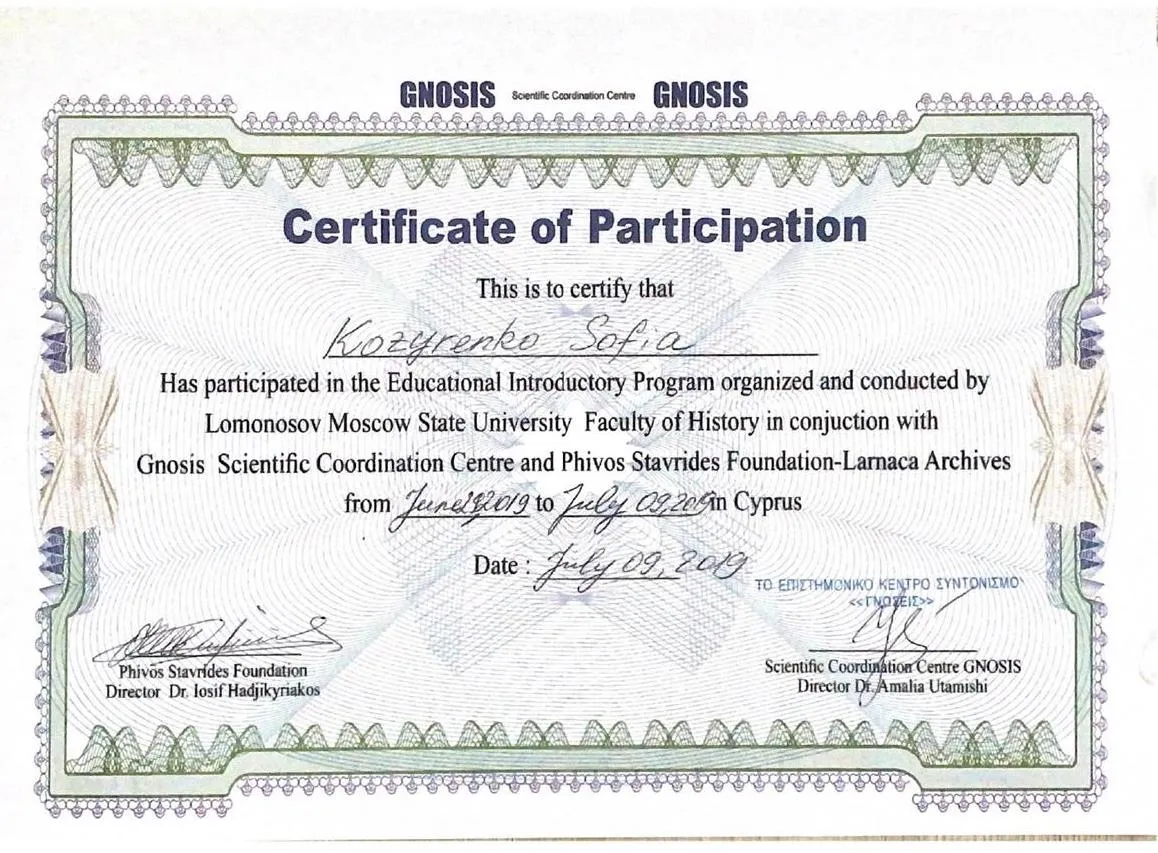 GNOSIS Scientific Coordination Centre GNOSIS
Certificate of Participation
This is to certify that
Kozyrenko Sofia
Has participated in the Educational Introductory Program organized and conducted by
Lomonosov Moscow State University Faculty of History in conjuction with
Gnosis Scientific Coordination Centre and Phivos Stavrides Foundation-Larnaca Archives
from June 2019 to July 09, 2019 in Cyprus
Date : July 09, 2019
ΤΟ ΕΠΙΣΤΗΜΟΝΙΚΟ ΚΕΝΤΡΟ ΣΥΝΤΟΝΙΣΜΟ
<<ΓΝΩΣΕΙΣ>>
Phivos Stavrides Foundation
Director Dr. Iosif Hadjikyriakos
Scientific Coordination Centre GNOSIS
Director Dr. Amalia Utamishi